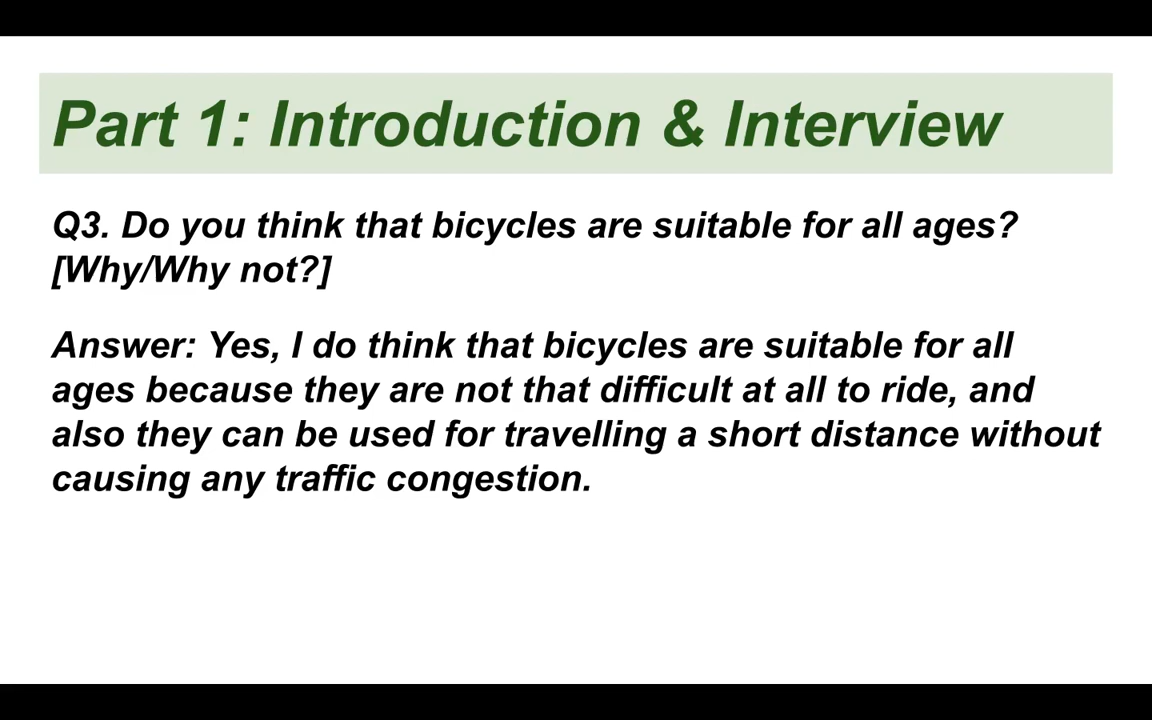 Part 1: Introduction & Interview
Q3. Do you think that bicycles are suitable for all ages?
[Why/Why not?]
Answer: Yes, I do think that bicycles are suitable for all
ages because they are not that difficult at all to ride, and
also they can be used for travelling a short distance without
causing any traffic congestion.